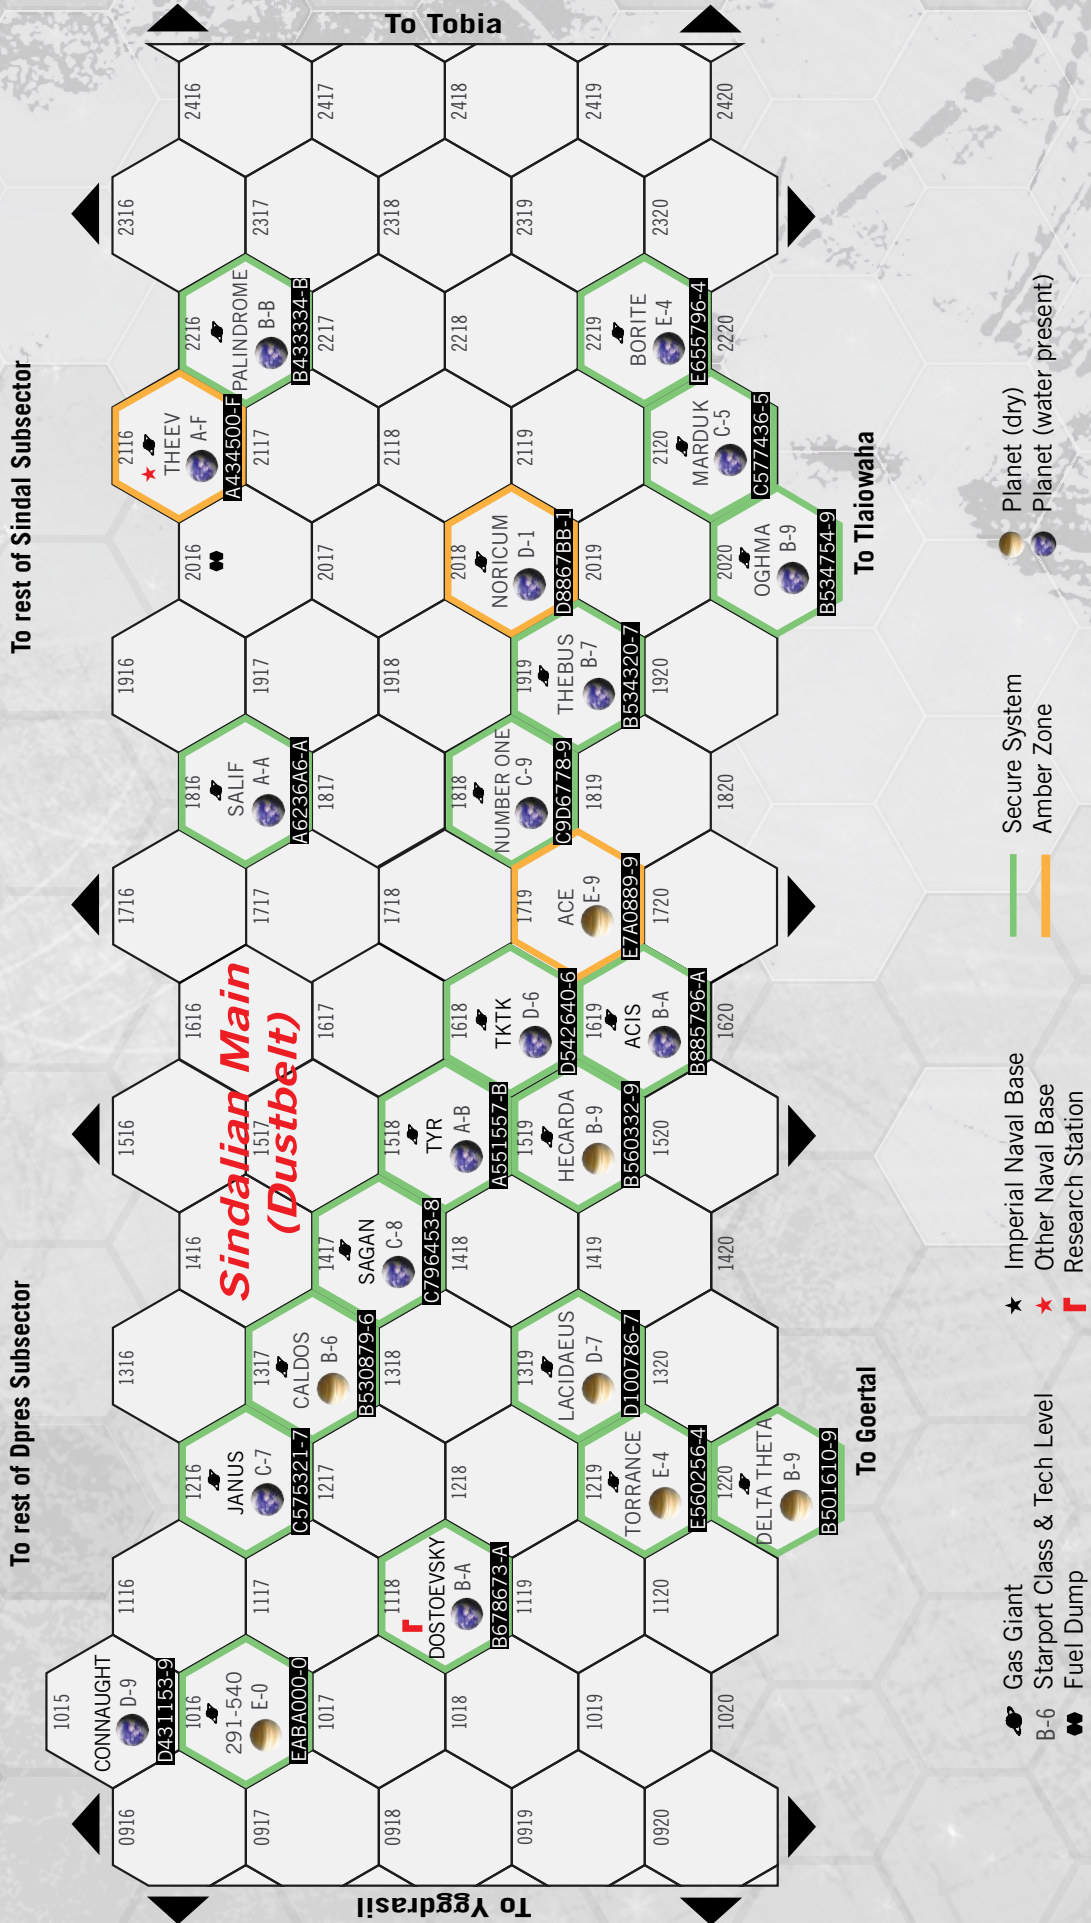 To rest of Dpres Subsector
To rest of Sindal Subsector
To Yggdrasil
To Tobia
Sindalian Main
(Dustbelt)
0916
0917
0918
0919
0920
1015
CONNAUGHT
D-9
D431153-9
1016
291-540
E-0
EABA000-0
1017
1018
1019
1020
1116
1117
1118
DOSTOEVSKY
B-A
B678673-A
1119
1120
1216
JANUS
C-7
C575321-7
1217
1218
1219
TORRANCE
E-4
E560256-4
1220
DELTA THETA
B-9
B501610-9
1316
1317
CALDOS
B-6
B530879-6
1318
1319
LACIDAEUS
D-7
D100786-7
1320
1416
1417
SAGAN
C-8
C796453-8
1418
1419
1420
1516
1517
1518
TYR
A-B
A551557-B
1519
HECARDA
B-9
B560332-9
1520
1616
1617
1618
TKTK
D-6
D542640-6
1619
ACIS
B-A
B885796-A
1620
1716
1717
1718
1719
ACE
E-9
E7A0889-9
1720
1816
SALIF
A-A
A6236A6-A
1817
1818
NUMBER ONE
C-9
C9D6778-9
1819
1820
1916
1917
1918
1919
THEBUS
B-7
B534320-7
1920
2016
2017
2018
NORICUM
D-1
D8867BB-1
2019
2020
OGHMA
B-9
B534754-9
2116
THEEV
A-F
A434500-F
2117
2118
2119
2120
MARDUK
C-5
C577436-5
2216
PALINDROME
B-B
B433334-B
2217
2218
2219
BORITE
E-4
E655796-4
2220
2316
2317
2318
2319
2320
2416
2417
2418
2419
2420
To Goertal
To Tlaiowaha
Gas Giant
B-6 Starport Class & Tech Level
Fuel Dump
Imperial Naval Base
Other Naval Base
Research Station
Secure System
Amber Zone
Planet (dry)
Planet (water present)